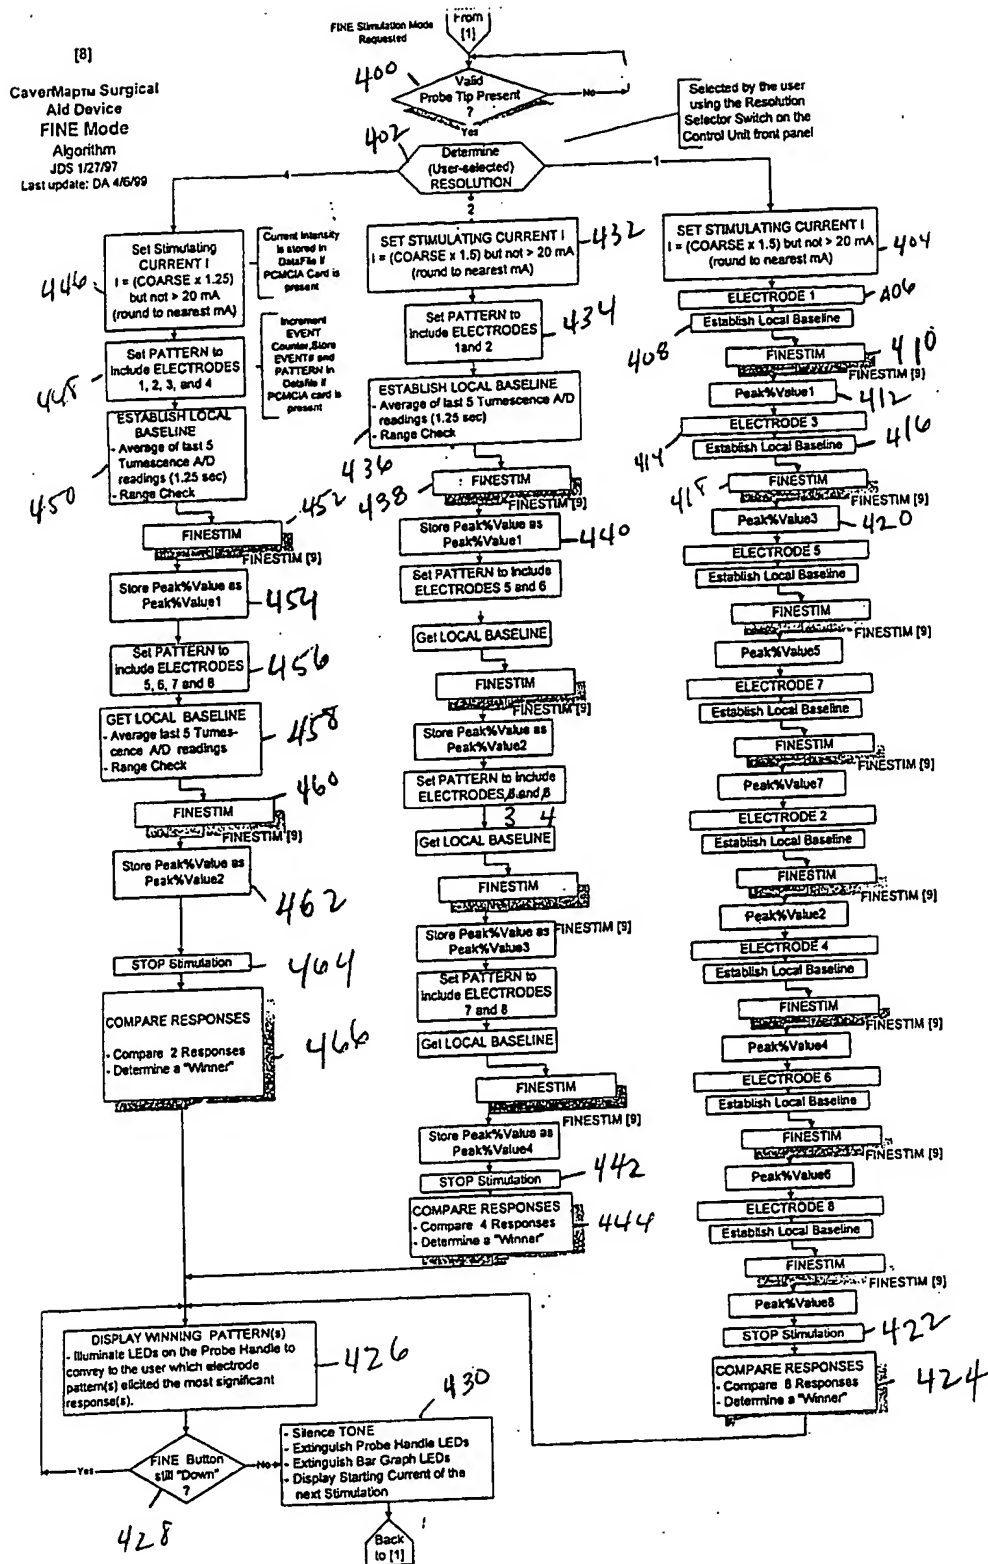 [8]
CaverMap™ Surgical
Aid Device
FINE Mode
Algorithm
JDS 1/27/97
Last update: DA 4/6/99
FINE Stimulation Mode
Requested
From
[1]
400
Valid
Probe Tip Present
?
No
Yes
402
Determine
(User-selected)
RESOLUTION
Selected by the user
using the Resolution
Selector Switch on the
Control Unit front panel
4
2
1
446
Set Stimulating
CURRENT I
I = (COARSE x 1.25)
but not > 20 mA
(round to nearest mA)
Current Intensity
is stored in
DataFile if
PCMCIA Card is
present
448
Set PATTERN to
include ELECTRODES
1, 2, 3, and 4
Increment
EVENT
Counter,Store
EVENT# and
PATTERN in
Datafile if
PCMCIA card is
present
450
ESTABLISH LOCAL
BASELINE
- Average of last 5
Tumescence A/D
readings (1.25 sec)
- Range Check
452
FINESTIM
FINESTIM [9]
Store Peak%Value as
Peak%Value1
454
Set PATTERN to
include ELECTRODES
5, 6, 7 and 8
456
GET LOCAL BASELINE
- Average last 5 Tumes-
cence A/D readings
- Range Check
458
460
FINESTIM
FINESTIM [9]
Store Peak%Value as
Peak%Value2
462
STOP Stimulation
464
COMPARE RESPONSES
- Compare 2 Responses
- Determine a "Winner"
466
SET STIMULATING CURRENT I
I = (COARSE x 1.5) but not > 20 mA
(round to nearest mA)
432
Set PATTERN to
include ELECTRODES
1and 2
434
ESTABLISH LOCAL BASELINE
- Average of last 5 Tumescence A/D
readings (1.25 sec)
- Range Check
436
438
FINESTIM
FINESTIM [9]
Store Peak%Value as
Peak%Value1
440
Set PATTERN to include
ELECTRODES 5 and 6
Get LOCAL BASELINE
FINESTIM
FINESTIM [9]
Store Peak%Value as
Peak%Value2
Set PATTERN to include
ELECTRODES and
3 4
Get LOCAL BASELINE
FINESTIM
FINESTIM [9]
Store Peak%Value as
Peak%Value3
Set PATTERN to
include ELECTRODES
7 and 8
Get LOCAL BASELINE
FINESTIM
FINESTIM [9]
Store Peak%Value as
Peak%Value4
STOP Stimulation
442
COMPARE RESPONSES
- Compare 4 Responses
- Determine a "Winner"
444
SET STIMULATING CURRENT I
I = (COARSE x 1.5) but not > 20 mA
(round to nearest mA)
404
ELECTRODE 1
406
Establish Local Baseline
408
FINESTIM
410
FINESTIM [9]
Peak%Value1
412
ELECTRODE 3
414
Establish Local Baseline
416
FINESTIM
418
FINESTIM [9]
Peak%Value3
420
ELECTRODE 5
Establish Local Baseline
FINESTIM
FINESTIM [9]
Peak%Value5
ELECTRODE 7
Establish Local Baseline
FINESTIM
FINESTIM [9]
Peak%Value7
ELECTRODE 2
Establish Local Baseline
FINESTIM
FINESTIM [9]
Peak%Value2
ELECTRODE 4
Establish Local Baseline
FINESTIM
FINESTIM [9]
Peak%Value4
ELECTRODE 6
Establish Local Baseline
FINESTIM
FINESTIM [9]
Peak%Value6
ELECTRODE 8
Establish Local Baseline
FINESTIM
FINESTIM [9]
Peak%Value8
STOP Stimulation
422
COMPARE RESPONSES
- Compare 8 Responses
- Determine a "Winner"
424
DISPLAY WINNING PATTERN(s)
- Illuminate LEDs on the Probe Handle to
convey to the user which electrode
pattern(s) elicited the most significant
response(s).
426
FINE Button
still "Down"
?
Yes
No
428
430
- Silence TONE
- Extinguish Probe Handle LEDs
- Extinguish Bar Graph LEDs
- Display Starting Current of the
next Stimulation
Back
to [1]